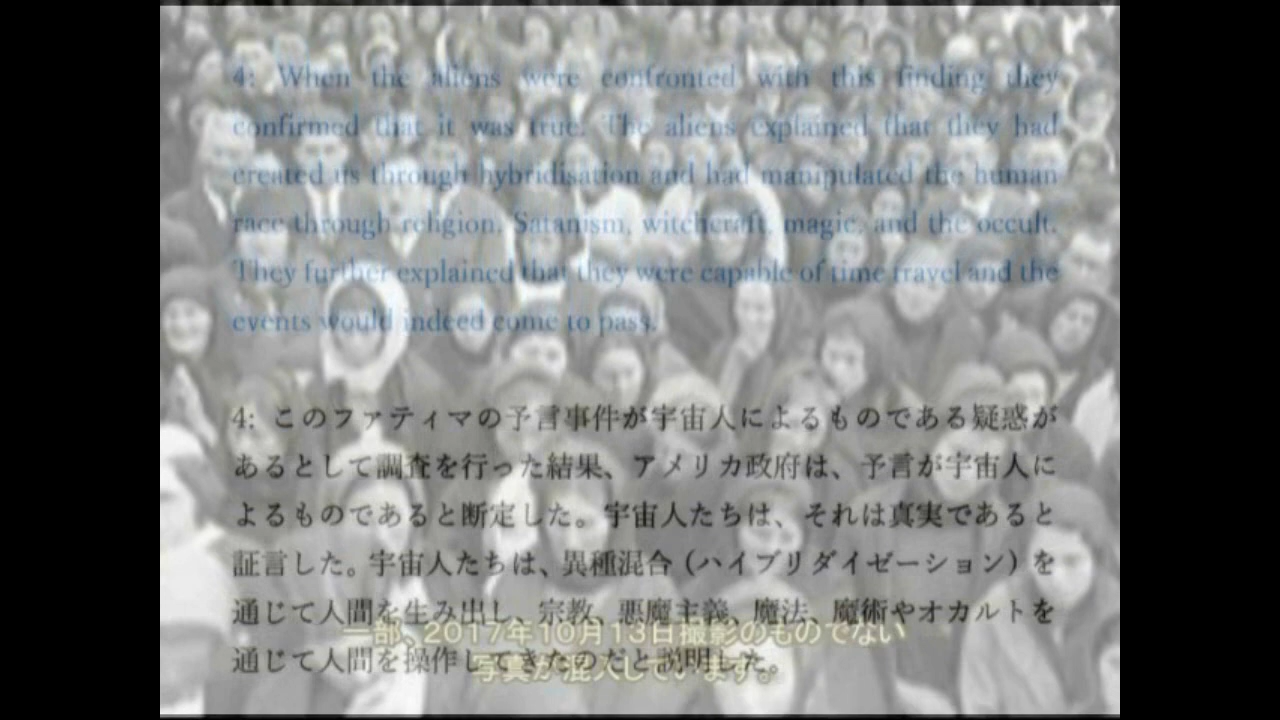 4: When the aliens were confronted with this finding they
confirmed that it was true. The aliens explained that they had
created us through hybridisation and had manipulated the human
race through religion, Satanism, witchcraft, magic, and the occult.
They further explained that they were capable of time travel and the
events would indeed come to pass.
4: このファティマの予言事件が宇宙人によるものである疑惑が
あるとして調査を行った結果、アメリカ政府は、予言が宇宙人に
よるものであると断定した。宇宙人たちは、それは真実であると
証言した。宇宙人たちは、異種混合（ハイブリダイゼーション）を
通じて人間を生み出し、宗教、悪魔主義、魔法、魔術やオカルトを
一部、2017年10月13日撮影のものでない
通じて人間を操作してきたのだと説明した。
写真が混入しています。